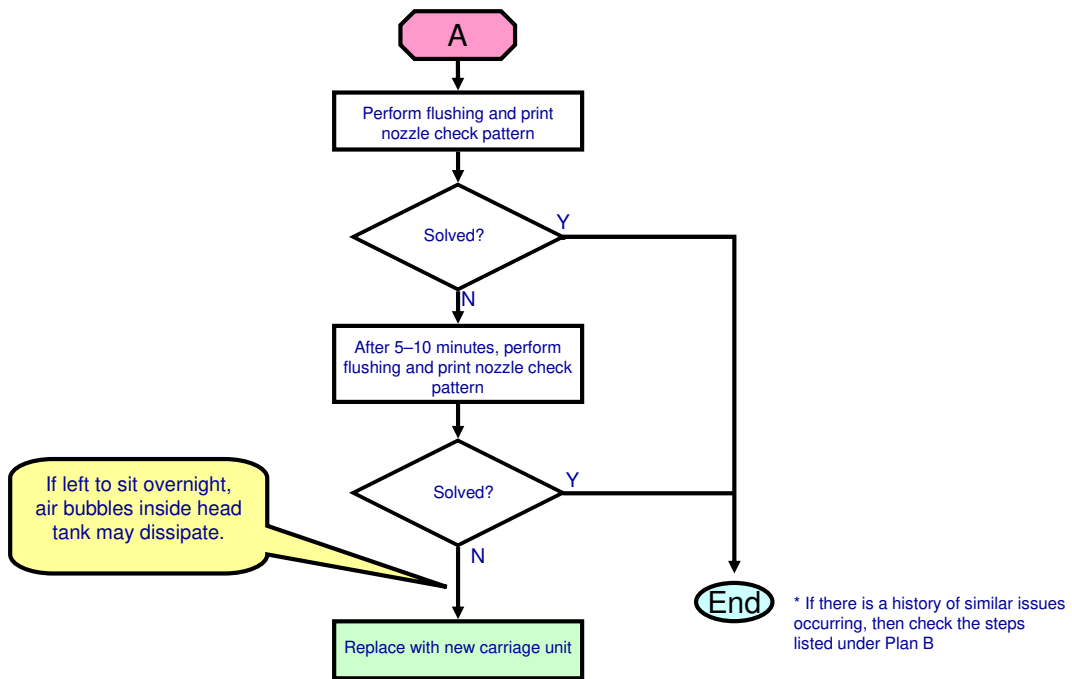 A
Perform flushing and print
nozzle check pattern
Solved?
Y
N
After 5–10 minutes, perform
flushing and print nozzle check
pattern
If left to sit overnight,
air bubbles inside head
tank may dissipate.
Solved?
Y
N
Replace with new carriage unit
End
* If there is a history of similar issues
occurring, then check the steps
listed under Plan B